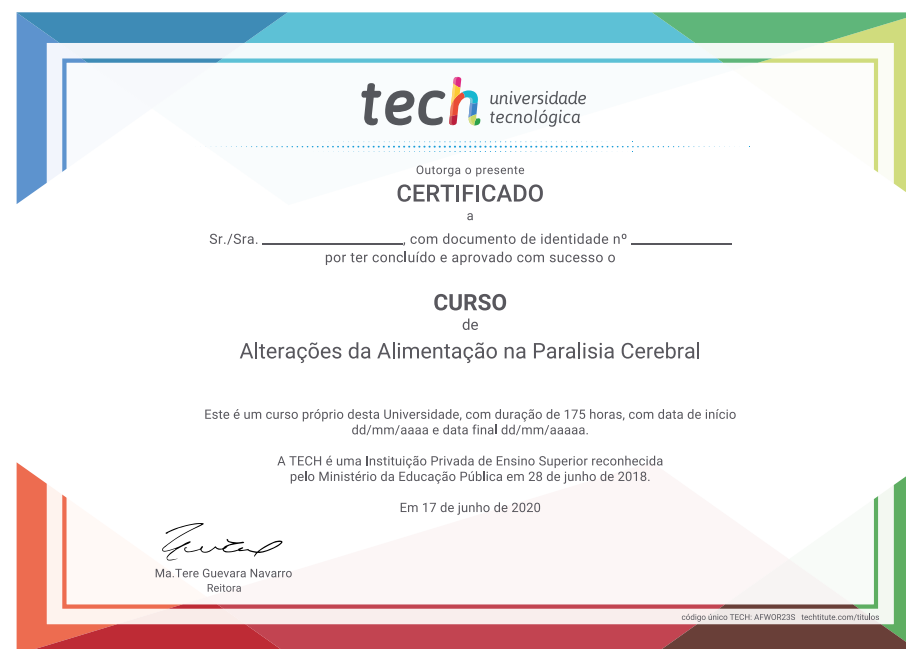 tech universidade
tecnológica
Outorga o presente
CERTIFICADO
a
Sr./Sra. ________________, com documento de identidade nº ____________
por ter concluído e aprovado com sucesso o
CURSO
de
Alterações da Alimentação na Paralisia Cerebral
Este é um curso próprio desta Universidade, com duração de 175 horas, com data de início
dd/mm/aaaa e data final dd/mm/aaaaa.
A TECH é uma Instituição Privada de Ensino Superior reconhecida
pelo Ministério da Educação Pública em 28 de junho de 2018.
Em 17 de junho de 2020
Ma.Tere Guevara Navarro
Reitora
código único TECH: AFWOR23S techtitute.com/titulos